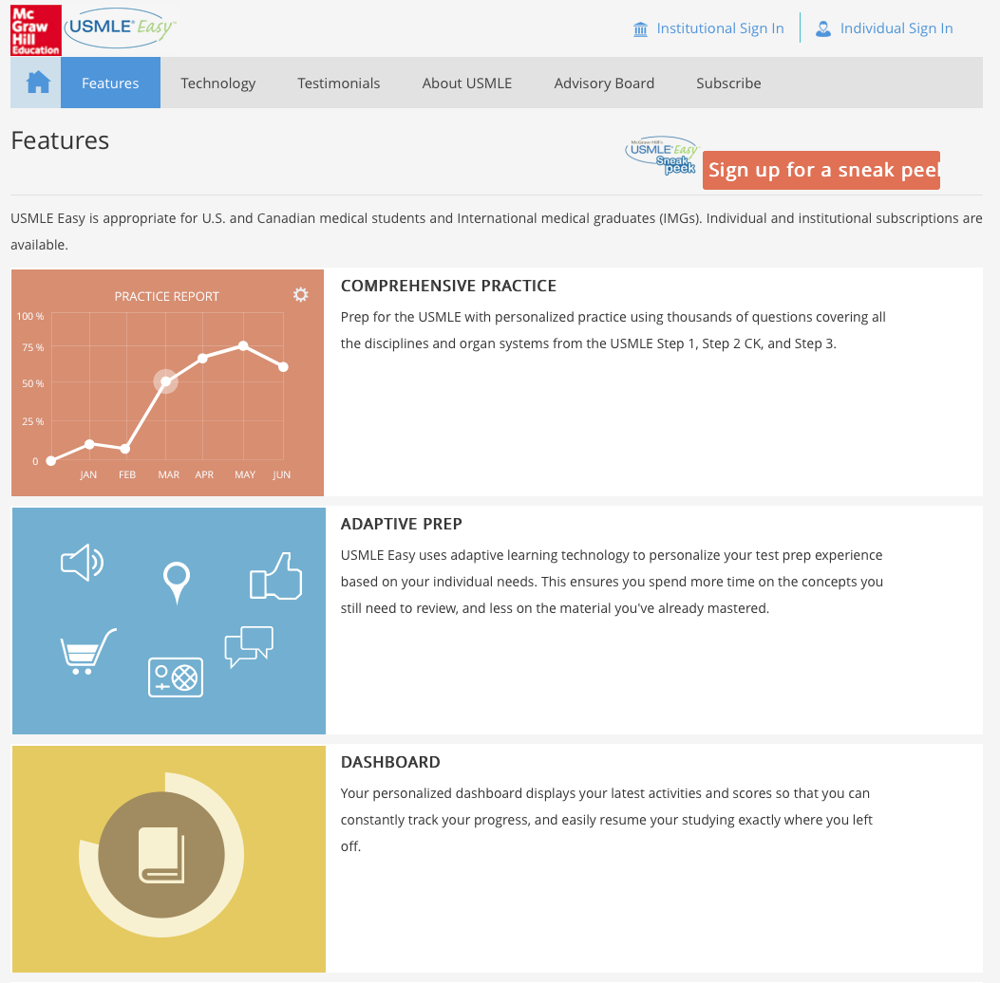 Mc
Graw
Hill
Education
USMLE® Easy™
Institutional Sign In
Individual Sign In
Features
Technology
Testimonials
About USMLE
Advisory Board
Subscribe
Features
McGraw-Hill's
USMLE Easy
Sneak
peek
Sign up for a sneak peek
USMLE Easy is appropriate for U.S. and Canadian medical students and International medical graduates (IMGs). Individual and institutional subscriptions are
available.
PRACTICE REPORT
100 %
75 %
50 %
25 %
0
JAN FEB MAR APR MAY JUN
COMPREHENSIVE PRACTICE
Prep for the USMLE with personalized practice using thousands of questions covering all
the disciplines and organ systems from the USMLE Step 1, Step 2 CK, and Step 3.
ADAPTIVE PREP
USMLE Easy uses adaptive learning technology to personalize your test prep experience
based on your individual needs. This ensures you spend more time on the concepts you
still need to review, and less on the material you've already mastered.
DASHBOARD
Your personalized dashboard displays your latest activities and scores so that you can
constantly track your progress, and easily resume your studying exactly where you left
off.